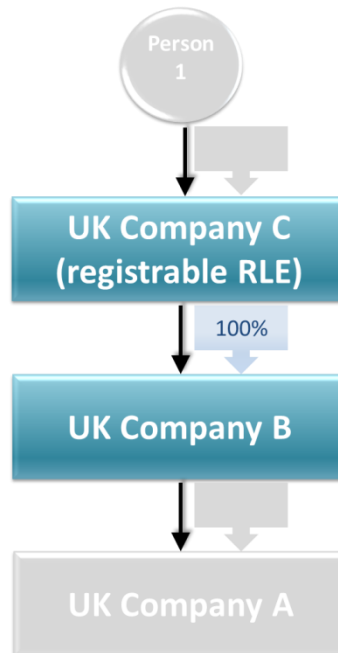 Person
1
UK Company C
(registrable RLE)
100%
UK Company B
UK Company A